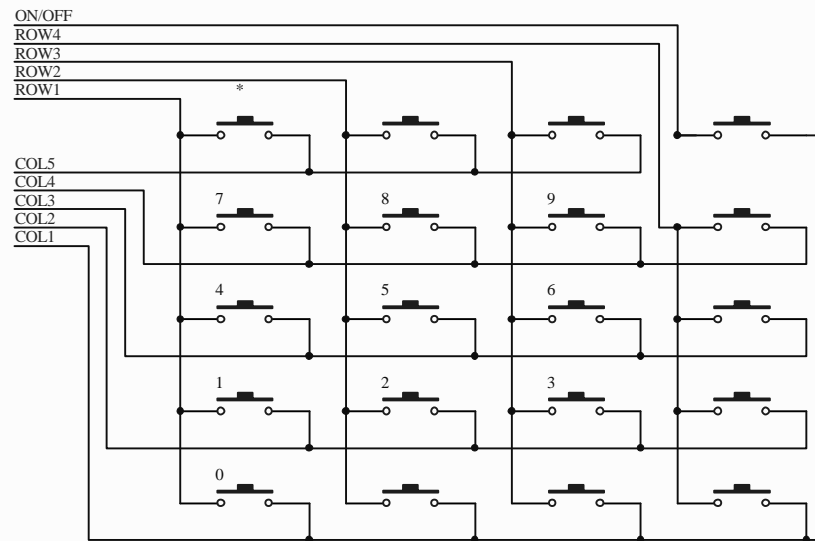 ON/OFF
ROW4
ROW3
ROW2
ROW1
*
COL5
COL4
COL3
COL2
COL1
7 8 9
4 5 6
1 2 3
0